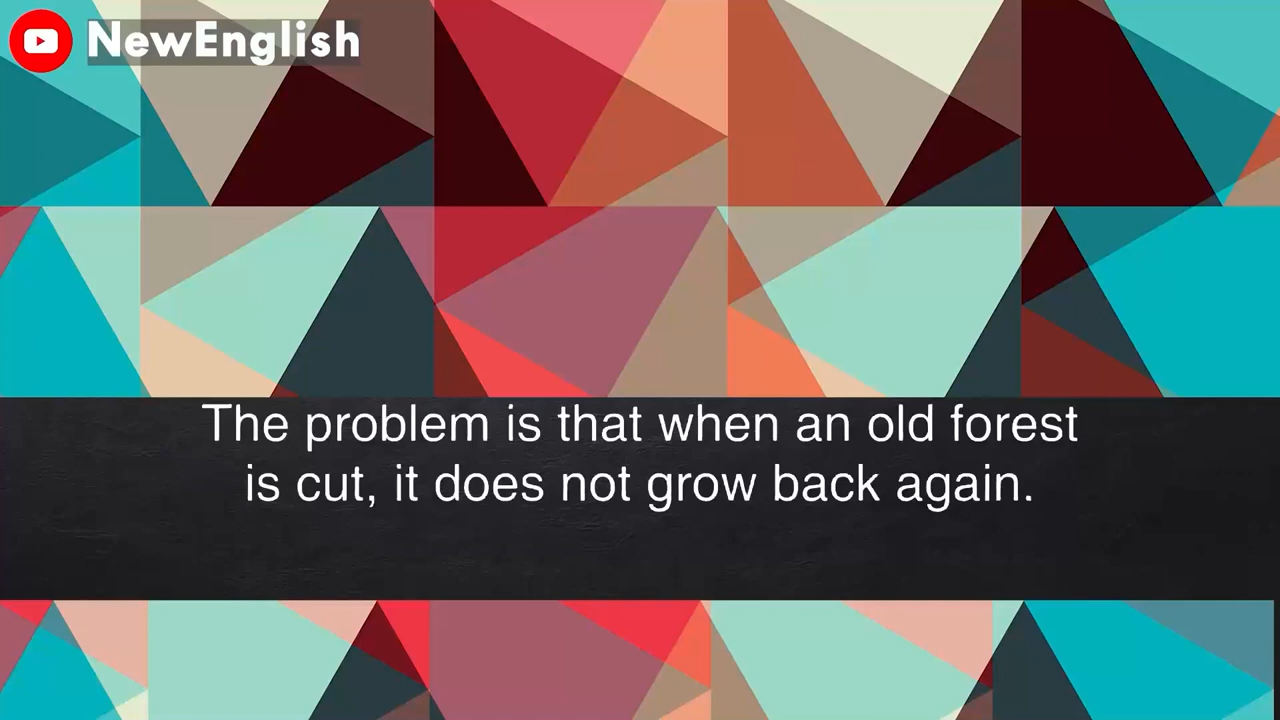 NewEnglish
The problem is that when an old forest
is cut, it does not grow back again.